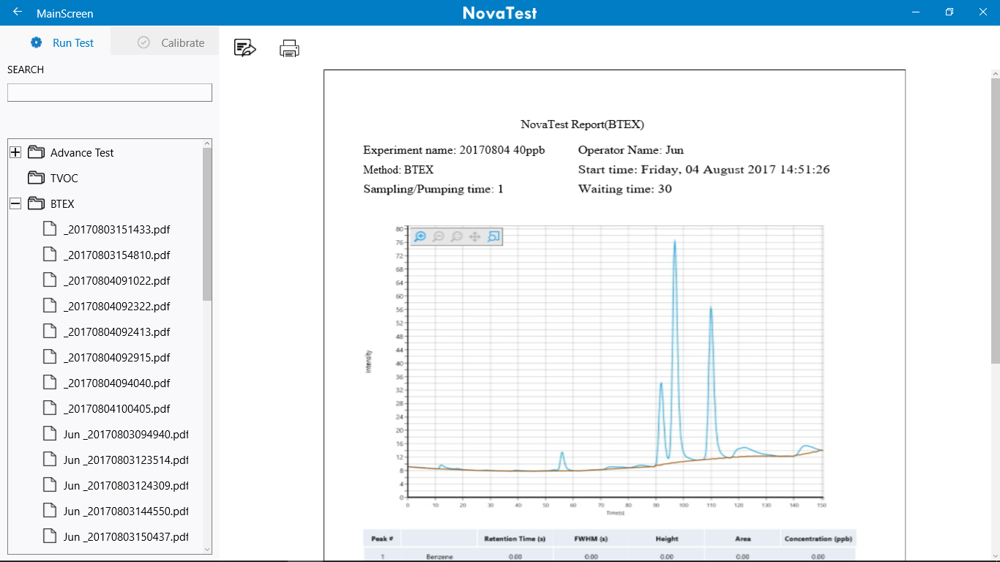 MainScreen
NovaTest
Run Test
Calibrate
SEARCH
Advance Test
TVOC
BTEX
_20170803151433.pdf
_20170803154810.pdf
_20170804091022.pdf
_20170804092322.pdf
_20170804092413.pdf
_20170804092915.pdf
_20170804094040.pdf
_20170804100405.pdf
Jun _20170803094940.pdf
Jun _20170803123514.pdf
Jun _20170803124309.pdf
Jun _20170803144550.pdf
Jun _20170803150437.pdf
NovaTest Report(BTEX)
Experiment name: 20170804 40ppb Operator Name: Jun
Method: BTEX Start time: Friday, 04 August 2017 14:51:26
Sampling/Pumping time: 1 Waiting time: 30
80
76
72
68
64
60
56
52
48
44
40
36
32
28
24
20
16
12
8
4
0
Intensity
0 10 20 30 40 50 60 70 80 90 100 110 120 130 140 150
Time(s)
Peak # Retention Time (s) FWHM (s) Height Area Concentration (ppb)
1 Benzene 0.00 0.00 0.00 0.00 0.00